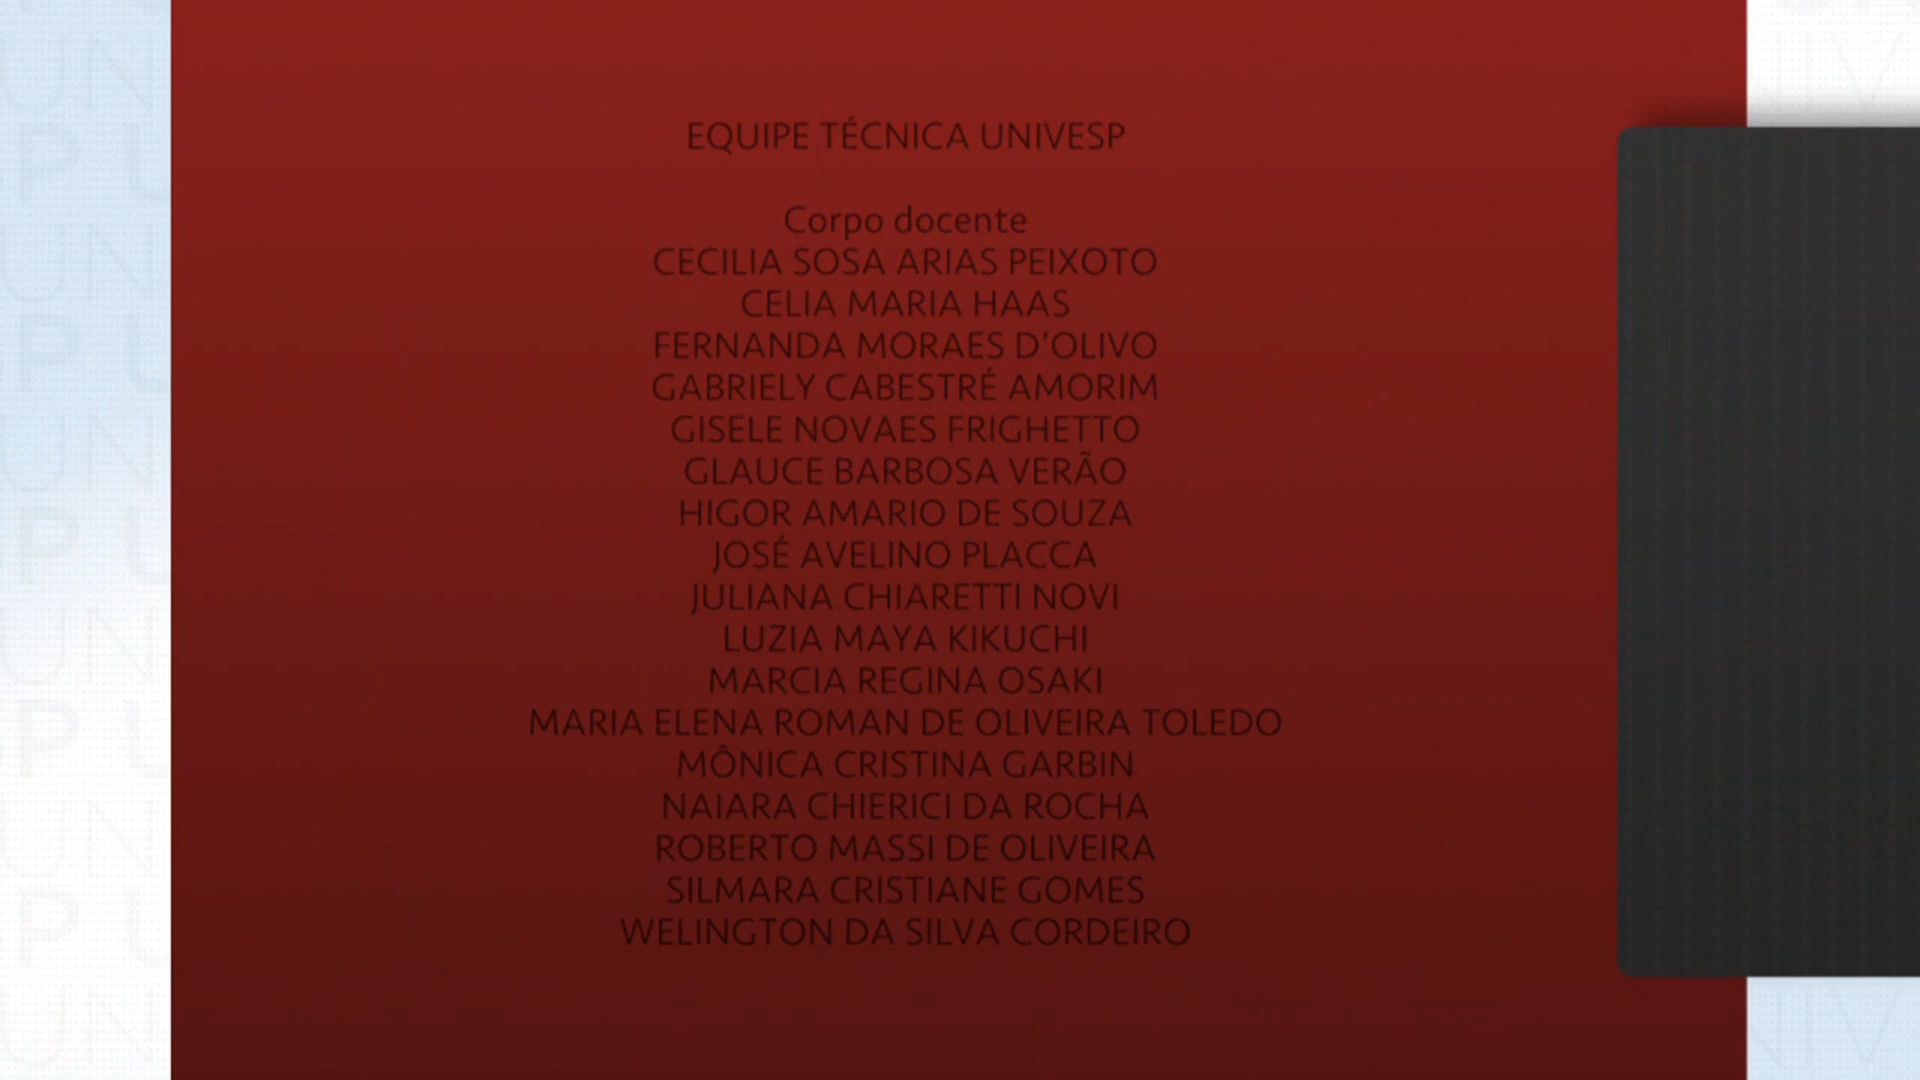 EQUIPE TÉCNICA UNIVESP
Corpo docente
CECILIA SOSA ARIAS PEIXOTO
CELIA MARIA HAAS
FERNANDA MORAES D’OLIVO
GABRIELY CABESTRÉ AMORIM
GISELE NOVAES FRIGHETTO
GLAUCE BARBOSA VERÃO
HIGOR AMARIO DE SOUZA
JOSÉ AVELINO PLACCA
JULIANA CHIARETTI NOVI
LUZIA MAYA KIKUCHI
MARCIA REGINA OSAKI
MARIA ELENA ROMAN DE OLIVEIRA TOLEDO
MÔNICA CRISTINA GARBIN
NAIARA CHIERICI DA ROCHA
ROBERTO MASSI DE OLIVEIRA
SILMARA CRISTIANE GOMES
WELINGTON DA SILVA CORDEIRO